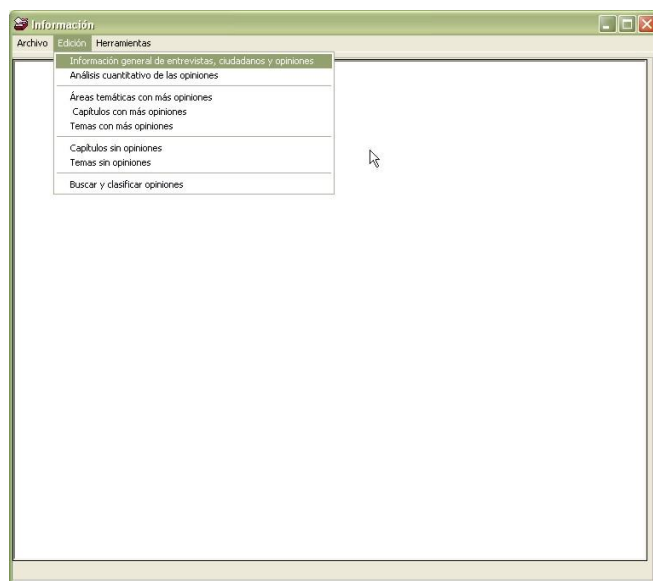 Información
Archivo Edición Herramientas
Información general de entrevistas, ciudadanos y opiniones
Análisis cuantitativo de las opiniones
Áreas temáticas con más opiniones
Capítulos con más opiniones
Temas con más opiniones
Capítulos sin opiniones
Temas sin opiniones
Buscar y clasificar opiniones